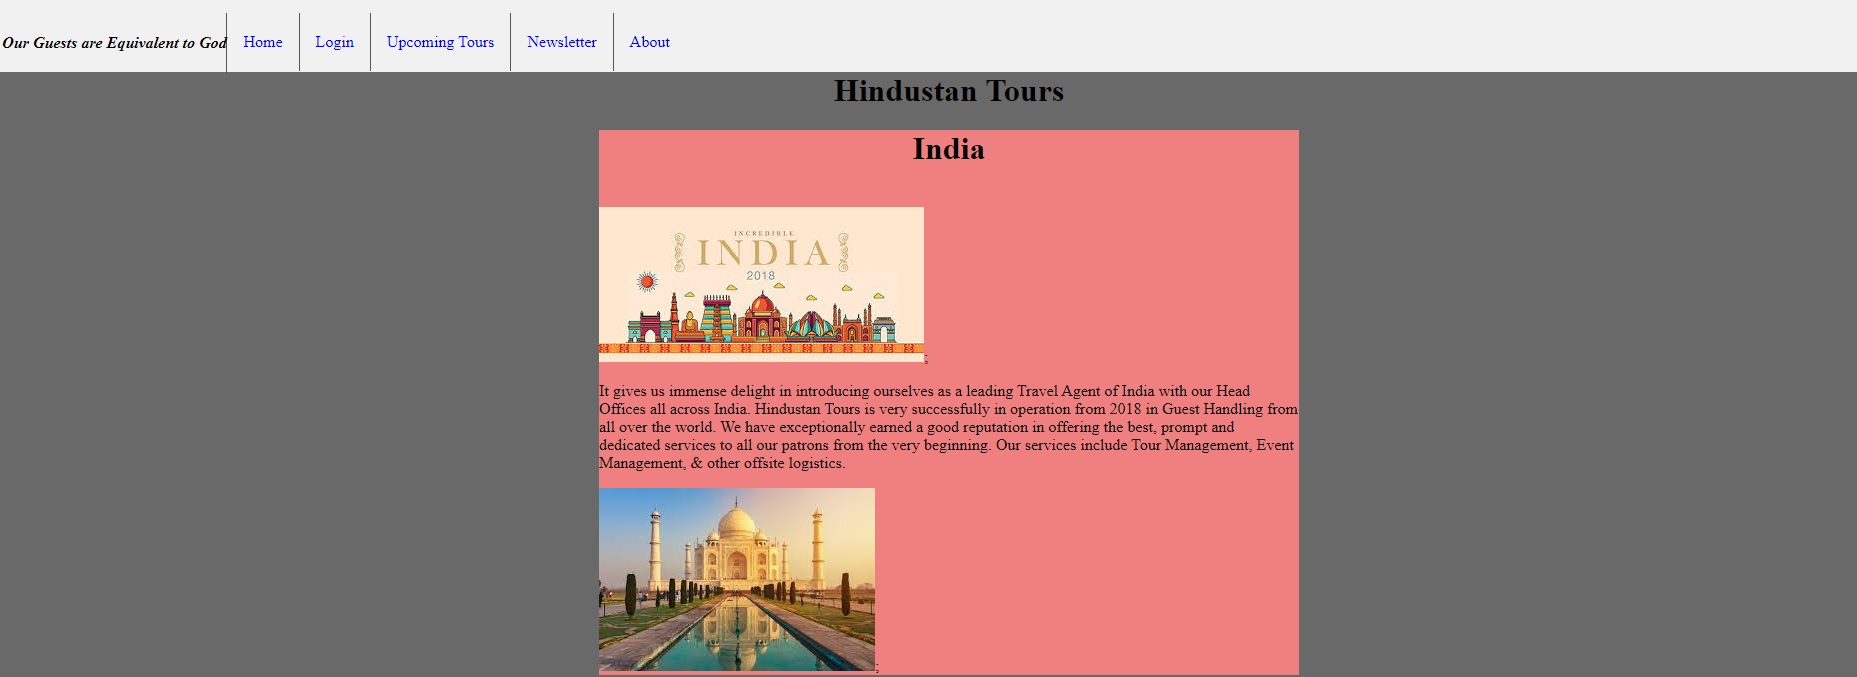 Our Guests are Equivalent to God Home Login Upcoming Tours Newsletter About
Hindustan Tours
India
INCREDIBLE
INDIA
2018
;
It gives us immense delight in introducing ourselves as a leading Travel Agent of India with our Head
Offices all across India. Hindustan Tours is very successfully in operation from 2018 in Guest Handling from
all over the world. We have exceptionally earned a good reputation in offering the best, prompt and
dedicated services to all our patrons from the very beginning. Our services include Tour Management, Event
Management, & other offsite logistics.
;